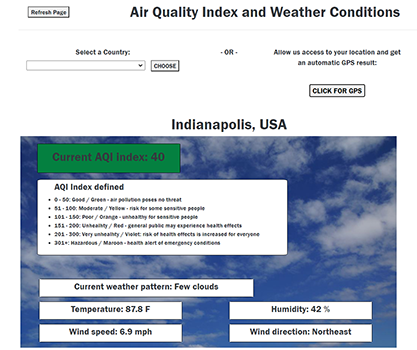 Refresh Page
Air Quality Index and Weather Conditions
Select a Country:
- OR -
Allow us access to your location and get
an automatic GPS result:
CHOOSE
CLICK FOR GPS
Indianapolis, USA
Current AQI index: 40
AQI Index defined
0 - 50: Good / Green - air pollution poses no threat
51 - 100: Moderate / Yellow - risk for some sensitive people
101 - 150: Poor / Orange - unhealthy for sensitive people
151 - 200: Unhealhty / Red - general public may experience health effects
201 - 300: Very unhealhty / Violet: risk of health effects is increased for everyone
301+: Hazardous / Maroon - health alert of emergency conditions
Current weather pattern: Few clouds
Temperature: 87.8 F
Humidity: 42 %
Wind speed: 6.9 mph
Wind direction: Northeast